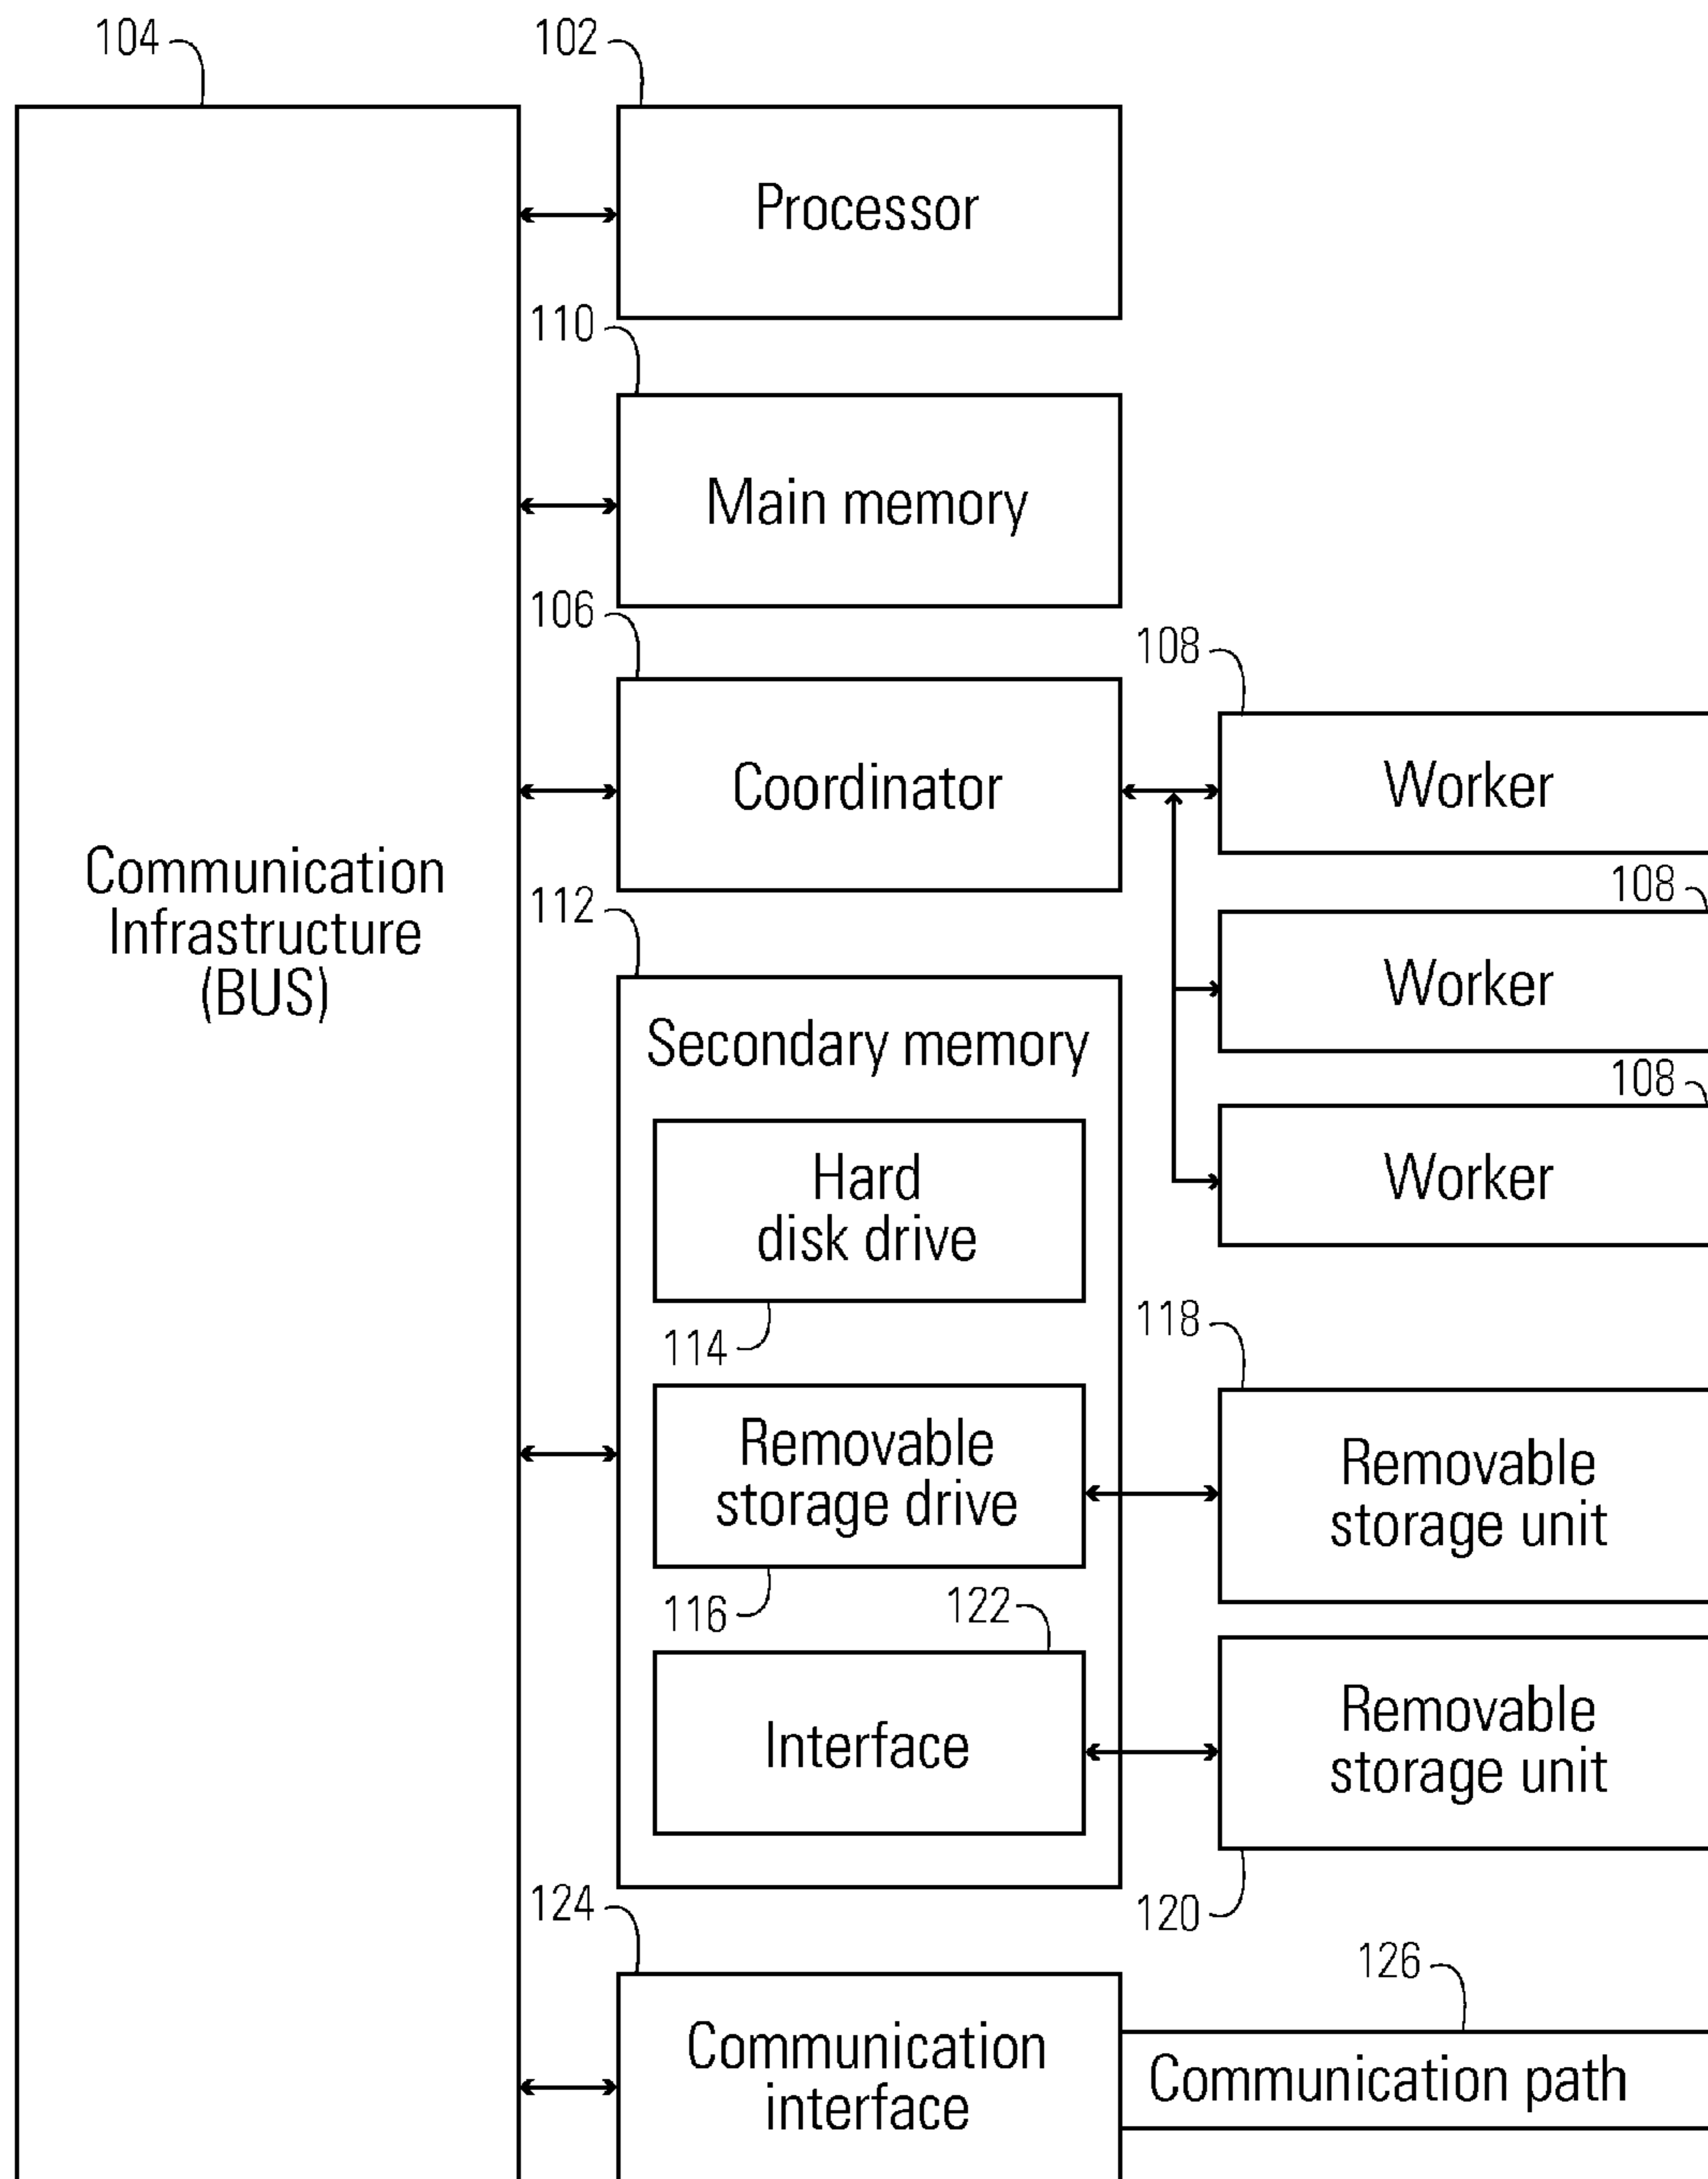 104
102
Processor
110
Main memory
106
108
Coordinator
Worker
Communication
Infrastructure
(BUS)
112
108
Worker
Secondary memory
108
Worker
Hard
disk drive
114
118
Removable
storage drive
Removable
storage unit
116
122
Interface
Removable
storage unit
124
120
126
Communication
interface
Communication path